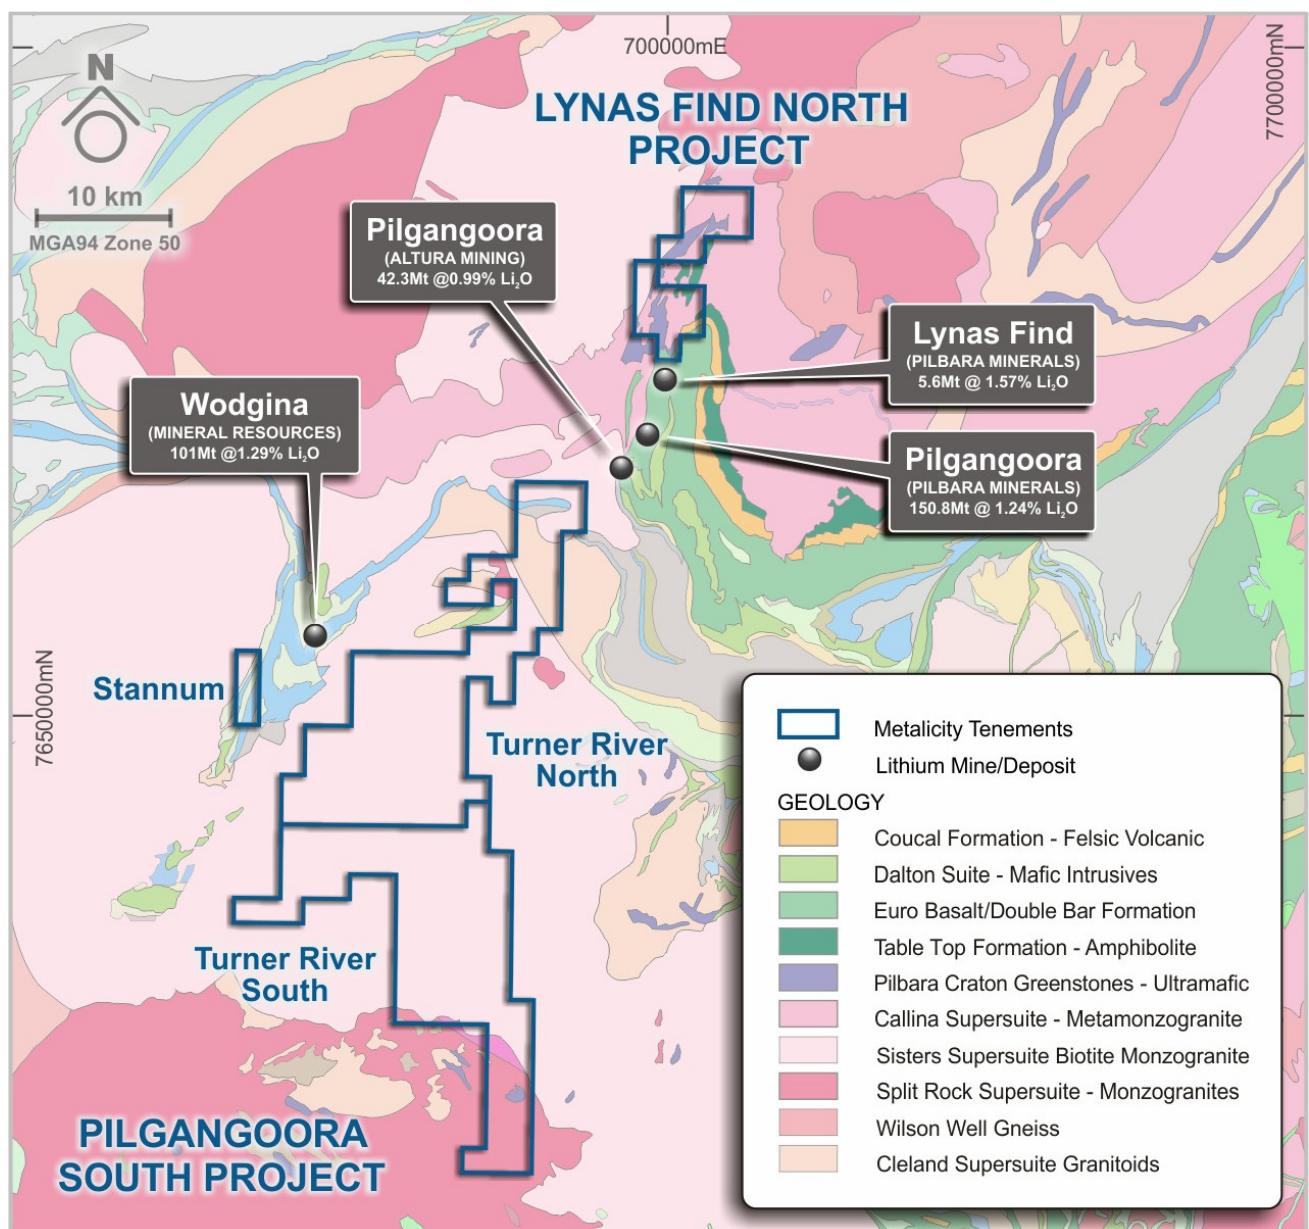 700000mE
7700000mN
N
10 km
MGA94 Zone 50
LYNAS FIND NORTH
PROJECT
Pilgangoora
(ALTURA MINING)
42.3Mt @0.99% Li₂O
Lynas Find
(PILBARA MINERALS)
5.6Mt @ 1.57% Li₂O
Wodgina
(MINERAL RESOURCES)
101Mt @1.29% Li₂O
Pilgangoora
(PILBARA MINERALS)
150.8Mt @ 1.24% Li₂O
7650000mN
Stannum
Turner River
North
Turner River
South
PILGANGOORA
SOUTH PROJECT
Metalicity Tenements
Lithium Mine/Deposit
GEOLOGY
Coucal Formation - Felsic Volcanic
Dalton Suite - Mafic Intrusives
Euro Basalt/Double Bar Formation
Table Top Formation - Amphibolite
Pilbara Craton Greenstones - Ultramafic
Callina Supersuite - Metamonzogranite
Sisters Supersuite Biotite Monzogranite
Split Rock Supersuite - Monzogranites
Wilson Well Gneiss
Cleland Supersuite Granitoids